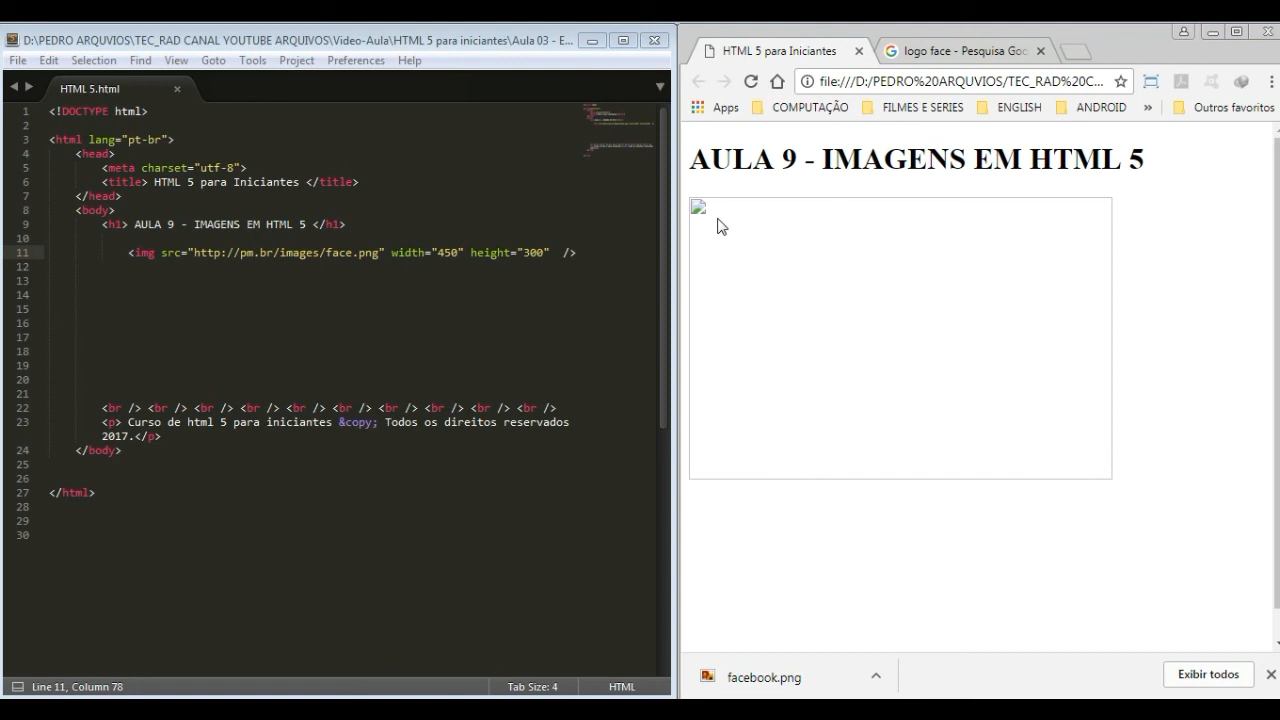 D:\PEDRO ARQUVIOS\TEC_RAD CANAL YOUTUBE ARQUIVOS\Video-Aula\HTML 5 para iniciantes\Aula 03 - E...
File Edit Selection Find View Goto Tools Project Preferences Help
HTML 5.html
1 <!DOCTYPE html>
2
3 <html lang="pt-br">
4 <head>
5 <meta charset="utf-8">
6 <title> HTML 5 para Iniciantes </title>
7 </head>
8 <body>
9 <h1> AULA 9 - IMAGENS EM HTML 5 </h1>
10
11 <img src="http://pm.br/images/face.png" width="450" height="300" />
12
13
14
15
16
17
18
19
20
21
22 <br /> <br /> <br /> <br /> <br /> <br /> <br /> <br /> <br /> <br />
23 <p> Curso de html 5 para iniciantes &copy; Todos os direitos reservados
2017.</p>
24 </body>
25
26
27 </html>
28
29
30
Line 11, Column 78 Tab Size: 4 HTML
HTML 5 para Iniciantes
logo face - Pesquisa Goo
file:///D:/PEDRO%20ARQUVIOS/TEC_RAD%20C...
Apps COMPUTAÇÃO FILMES E SERIES ENGLISH ANDROID » Outros favoritos
AULA 9 - IMAGENS EM HTML 5
facebook.png
Exibir todos